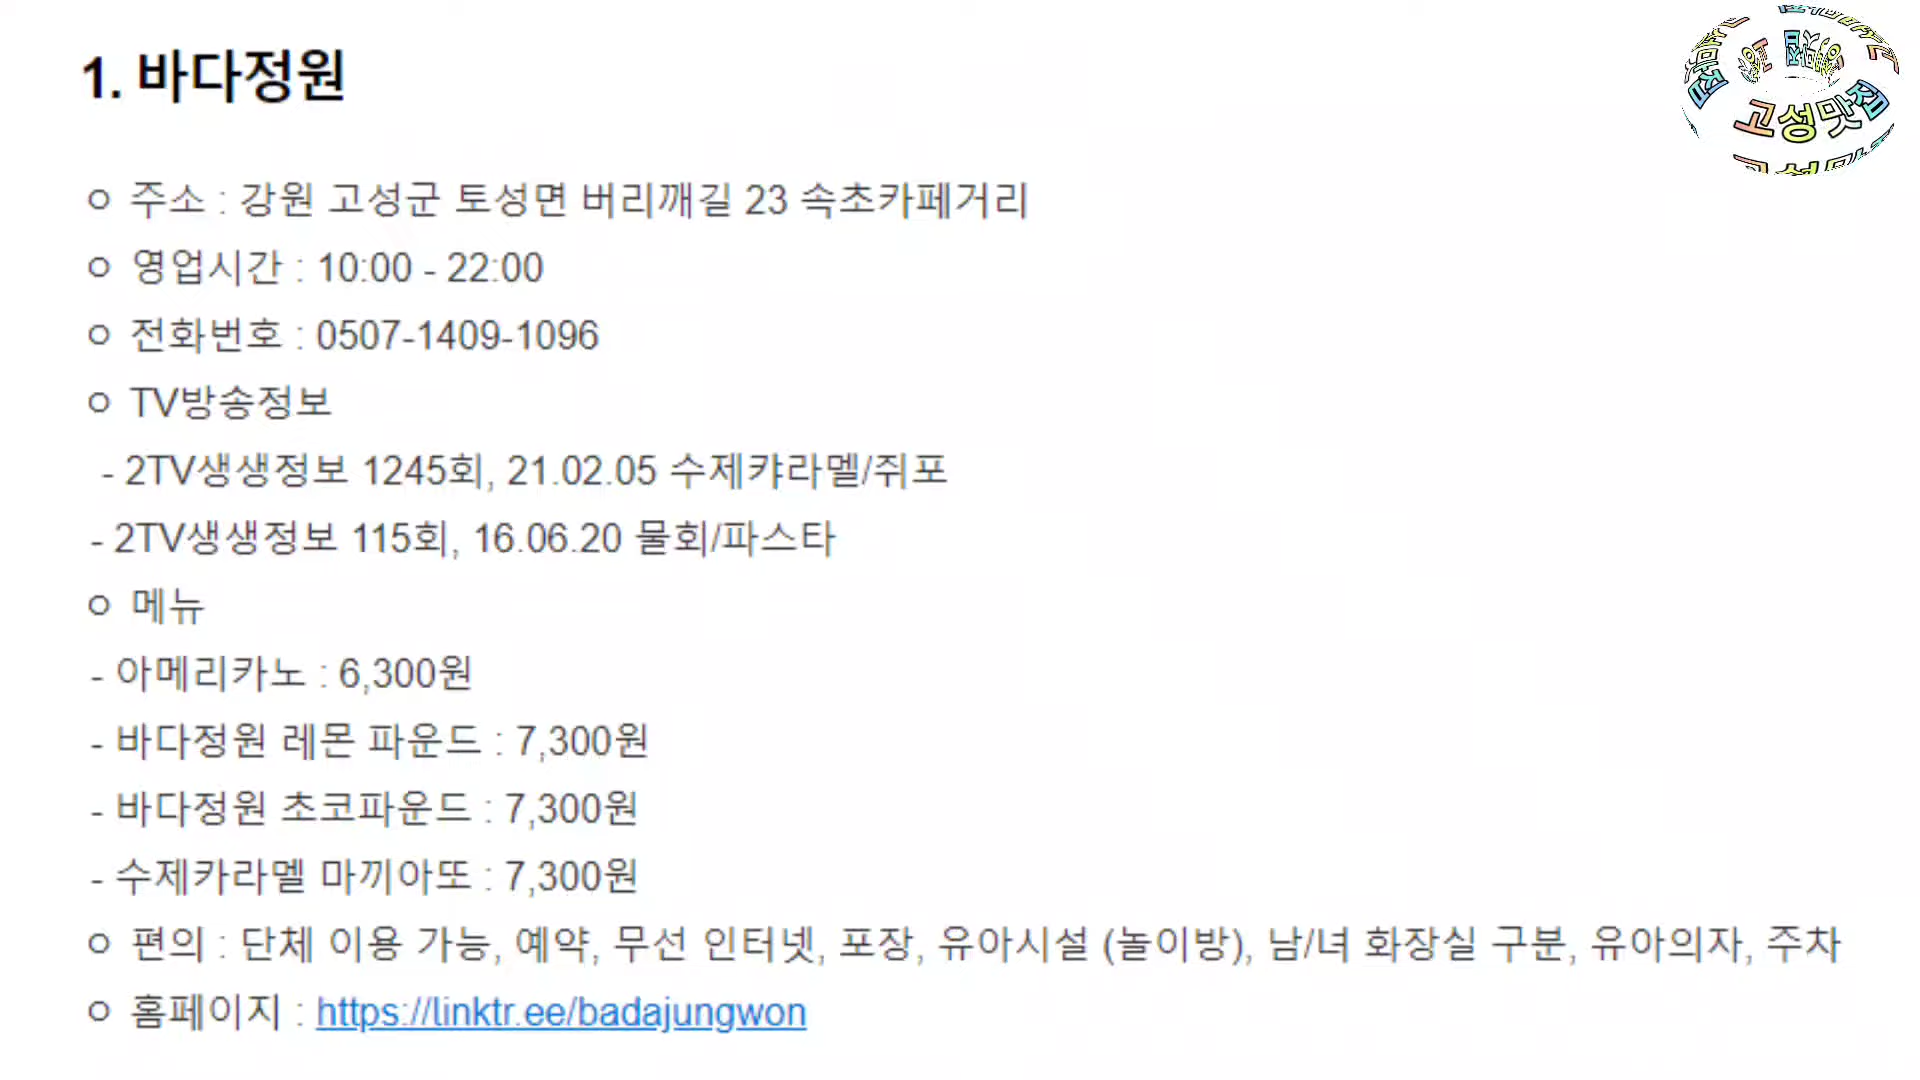 1. 바다정원
고성맛집
○ 주소 : 강원 고성군 토성면 버리깨길 23 속초카페거리
○ 영업시간 : 10:00 - 22:00
○ 전화번호 : 0507-1409-1096
○ TV방송정보
- 2TV생생정보 1245회, 21.02.05 수제캬라멜/쥐포
- 2TV생생정보 115회, 16.06.20 물회/파스타
○ 메뉴
- 아메리카노 : 6,300원
- 바다정원 레몬 파운드 : 7,300원
- 바다정원 초코파운드 : 7,300원
- 수제카라멜 마끼아또 : 7,300원
○ 편의 : 단체 이용 가능, 예약, 무선 인터넷, 포장, 유아시설 (놀이방), 남/녀 화장실 구분, 유아의자, 주차
○ 홈페이지 : https://linktr.ee/badajungwon